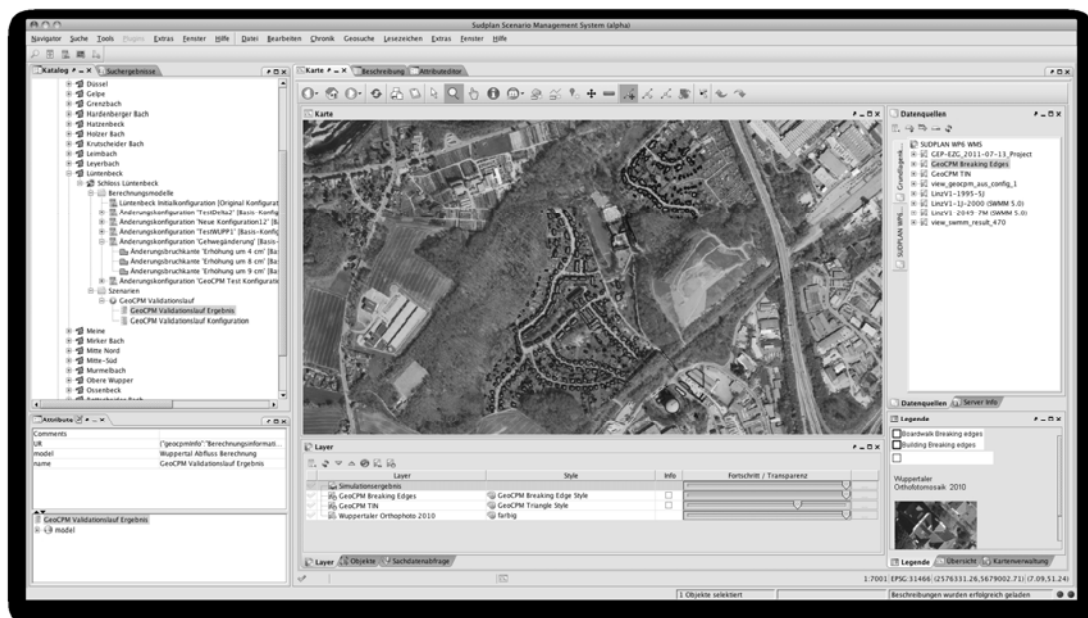 Sudplan Scenario Management System (alpha)
Navigator Suche Tools Plugins Extras Fenster Hilfe Datei Bearbeiten Chronik Geosuche Lesezeichen Extras Fenster Hilfe
Katalog
Suchergebnisse
Düssel
Gelpe
Grenzbach
Hardenberger Bach
Hatzenbeck
Holzer Bach
Krutscheider Bach
Leimbach
Leyerbach
Lüntenbeck
Schloss Lüntenbeck
Berechnungsmodelle
Lüntenbeck Initialkonfiguration [Original Konfigurat
Änderungskonfiguration "TestDelta2" [Basis-Konfig
Änderungskonfiguration "Neue Konfiguration12" [B
Änderungskonfiguration "TestWUPP1" [Basis-Konfig
Änderungskonfiguration "Gehwegänderung" [Basis-
Änderungsbruchkante 'Erhöhung um 4 cm' [Ba
Änderungsbruchkante 'Erhöhung um 8 cm' [Ba
Änderungsbruchkante 'Erhöhung um 9 cm' [Ba
Änderungskonfiguration "GeoCPM Test Konfiguratio
Szenarien
GeoCPM Validationslauf
GeoCPM Validationslauf Ergebnis
GeoCPM Validationslauf Konfiguration
Meine
Mirker Bach
Mitte Nord
Mitte-Süd
Murmelbach
Obere Wupper
Ossenbeck
Attribute
Comments
UR {"geocpmInfo":"Berechnungsinformati...
model Wuppertal Abfluss Berechnung
name GeoCPM Validationslauf Ergebnis
GeoCPM Validationslauf Ergebnis
model
Karte
Beschreibung
Attributeditor
Karte
Layer
Layer Style Info Fortschritt / Transparenz
Simulationsergebnis
GeoCPM Breaking Edges GeoCPM Breaking Edge Style
GeoCPM TIN GeoCPM Triangle Style
Wuppertaler Orthophoto 2010 farbig
Layer Objekte Sachdatenabfrage
Datenquellen
Grundlagenk...
SUDPLAN WP6...
SUDPLAN WP6 WMS
GEP-EZG_2011-07-13_Project
GeoCPM Breaking Edges
GeoCPM TIN
view_geocpm_aus_config_1
LinzV1-1995-5J
LinzV1-1J-2000 (SWMM 5.0)
LinzV1-2049-7M (SWMM 5.0)
view_swmm_result_470
Datenquellen Server Info
Legende
Boardwalk Breaking edges
Building Breaking edges
Wuppertaler
Orthofotomosaik 2010
Legende Übersicht Kartenverwaltung
1:7001 EPSG:31466 (2576331.26,5679002.71) (7.09,51.24)
1 Objekte selektiert Beschreibungen wurden erfolgreich geladen